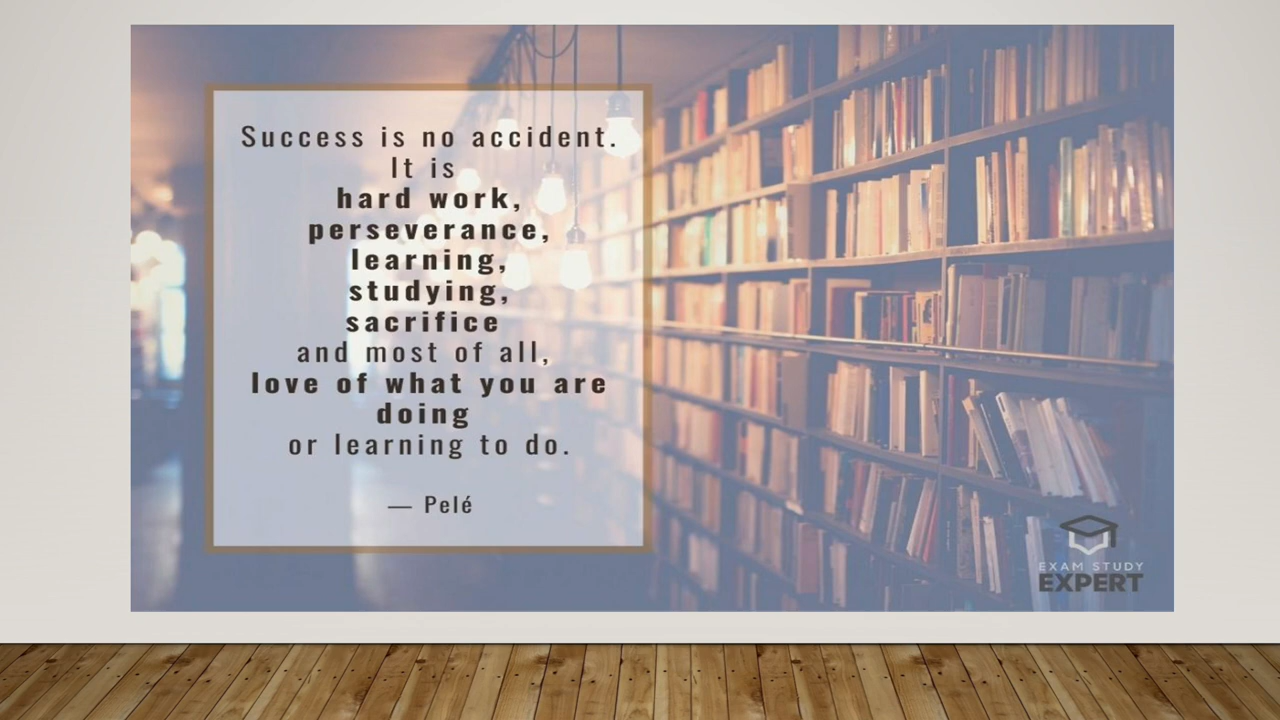 Success is no accident.
It is
hard work,
perseverance,
learning,
studying,
sacrifice
and most of all,
love of what you are
doing
or learning to do.
— Pelé
EXAM STUDY
EXPERT